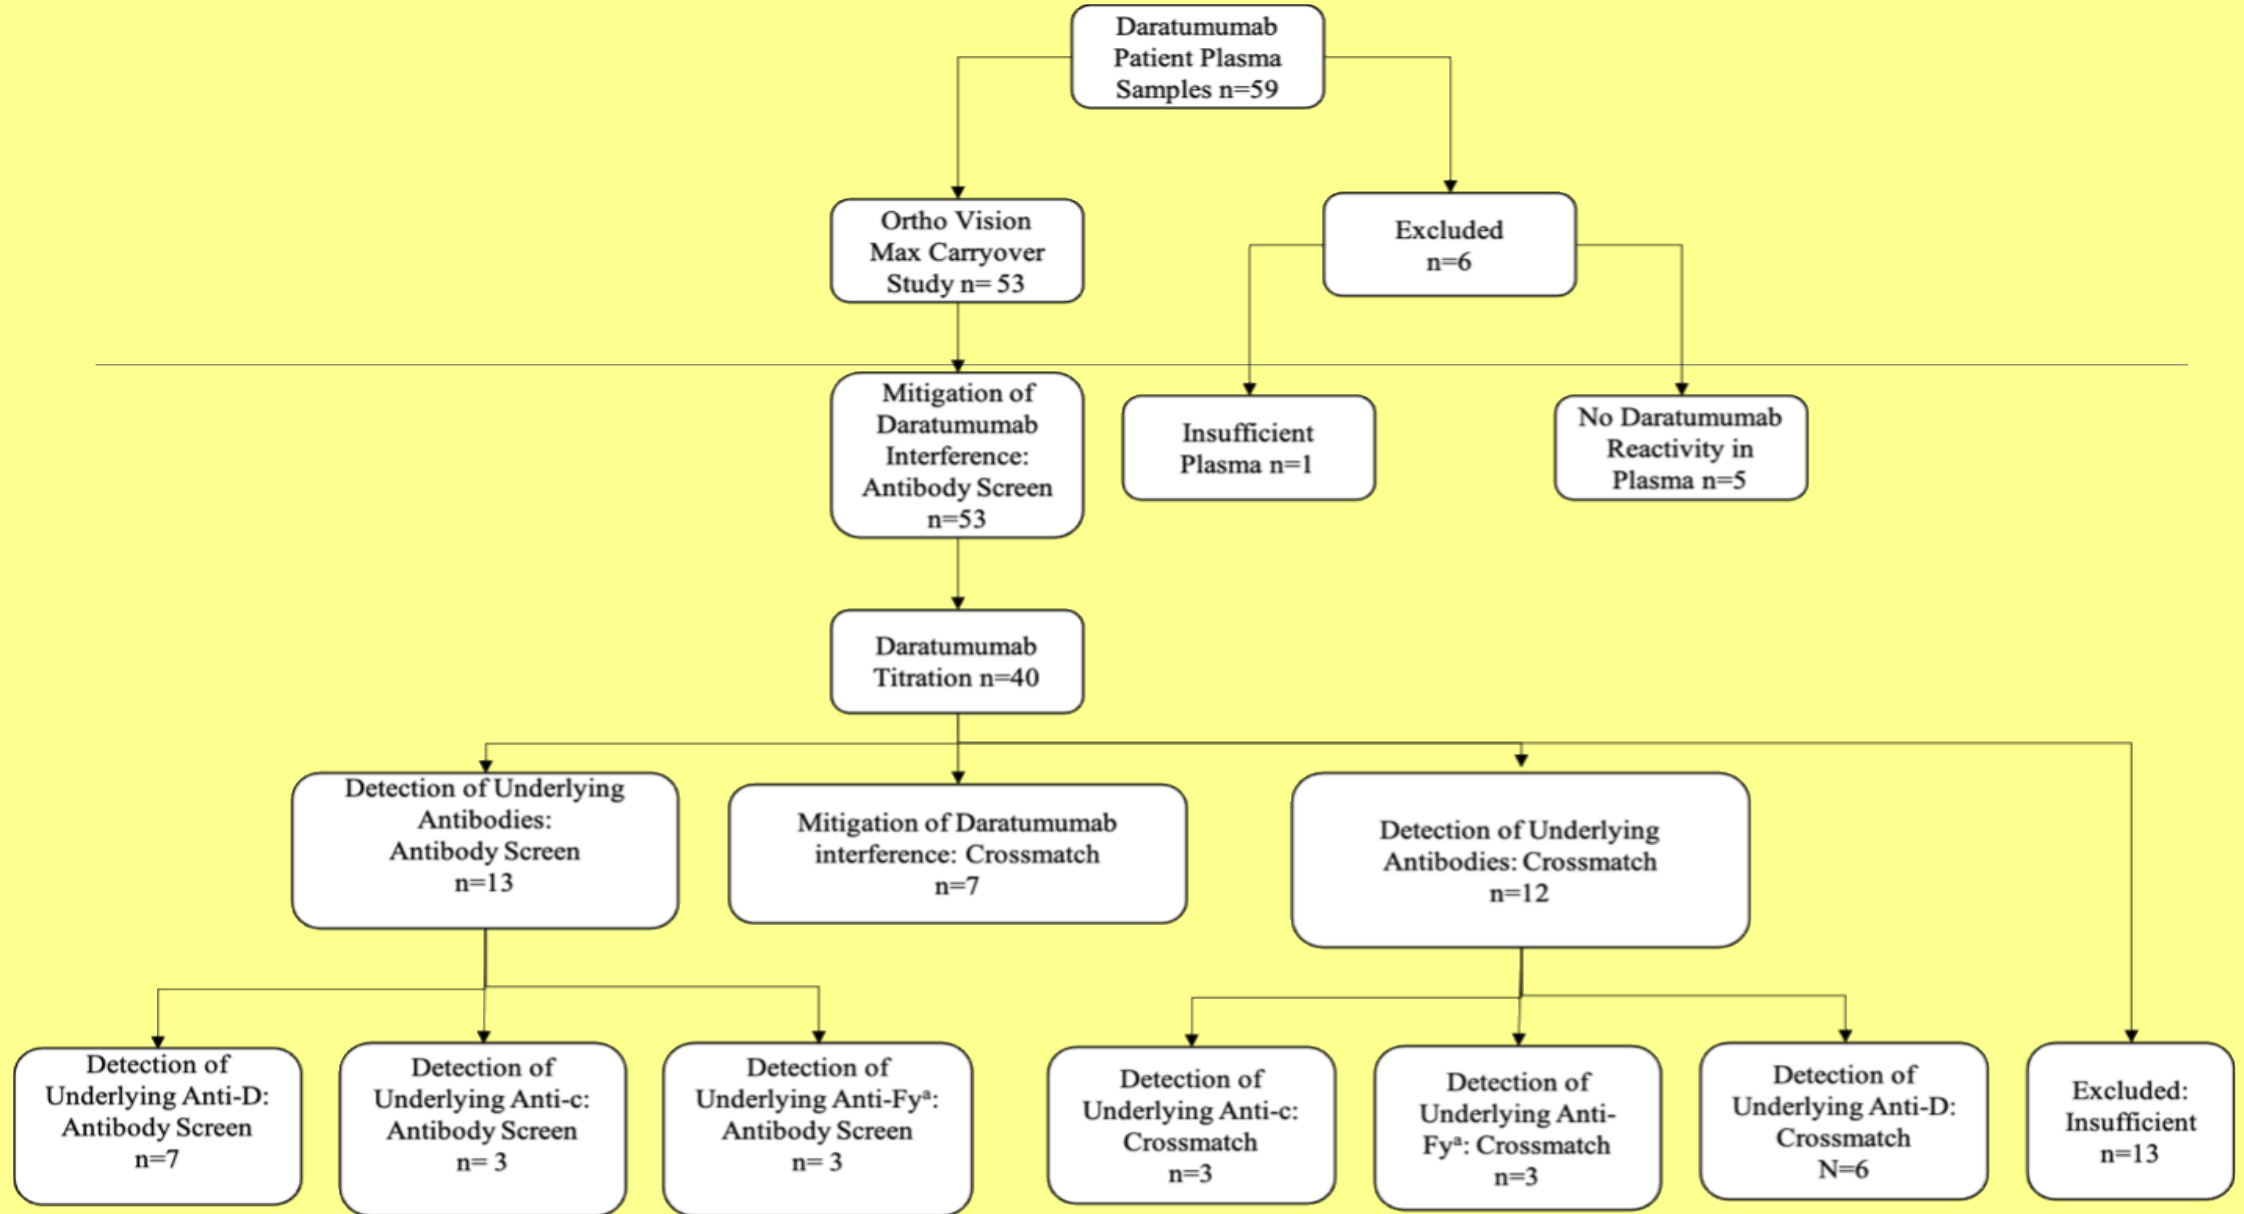 Daratumumab
Patient Plasma
Samples n=59
Ortho Vision
Max Carryover
Study n= 53
Excluded
n=6
Mitigation of
Daratumumab
Interference:
Antibody Screen
n=53
Insufficient
Plasma n=1
No Daratumumab
Reactivity in
Plasma n=5
Daratumumab
Titration n=40
Detection of Underlying
Antibodies:
Antibody Screen
n=13
Mitigation of Daratumumab
interference: Crossmatch
n=7
Detection of Underlying
Antibodies: Crossmatch
n=12
Detection of
Underlying Anti-D:
Antibody Screen
n=7
Detection of
Underlying Anti-c:
Antibody Screen
n= 3
Detection of
Underlying Anti-Fyᵃ:
Antibody Screen
n= 3
Detection of
Underlying Anti-c:
Crossmatch
n=3
Detection of
Underlying Anti-
Fyᵃ: Crossmatch
n=3
Detection of
Underlying Anti-D:
Crossmatch
N=6
Excluded:
Insufficient
n=13